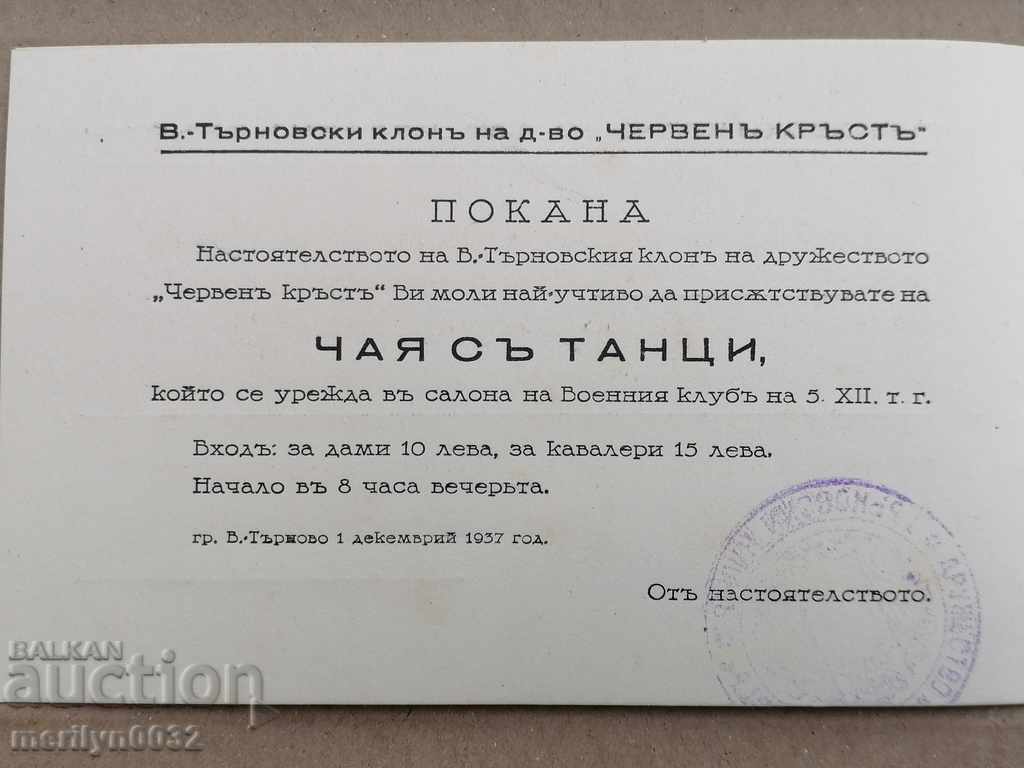 В.-Търновски клонъ на д-во „ЧЕРВЕНЪ КРЪСТЪ“
ПОКАНА
Настоятелството на В.-Търновския клонъ на дружеството
„Червенъ кръстъ“ Ви моли най-учтиво да присѫтствувате на
ЧАЯ СЪ ТАНЦИ,
който се урежда въ салона на Военния клубъ на 5. XII. т. г.
Входъ: за дами 10 лева, за кавалери 15 лева.
Начало въ 8 часа вечерьта.
гр. В.-Търново 1 декемврий 1937 год.
Отъ настоятелството.
BALKAN
auction
merilyn0032